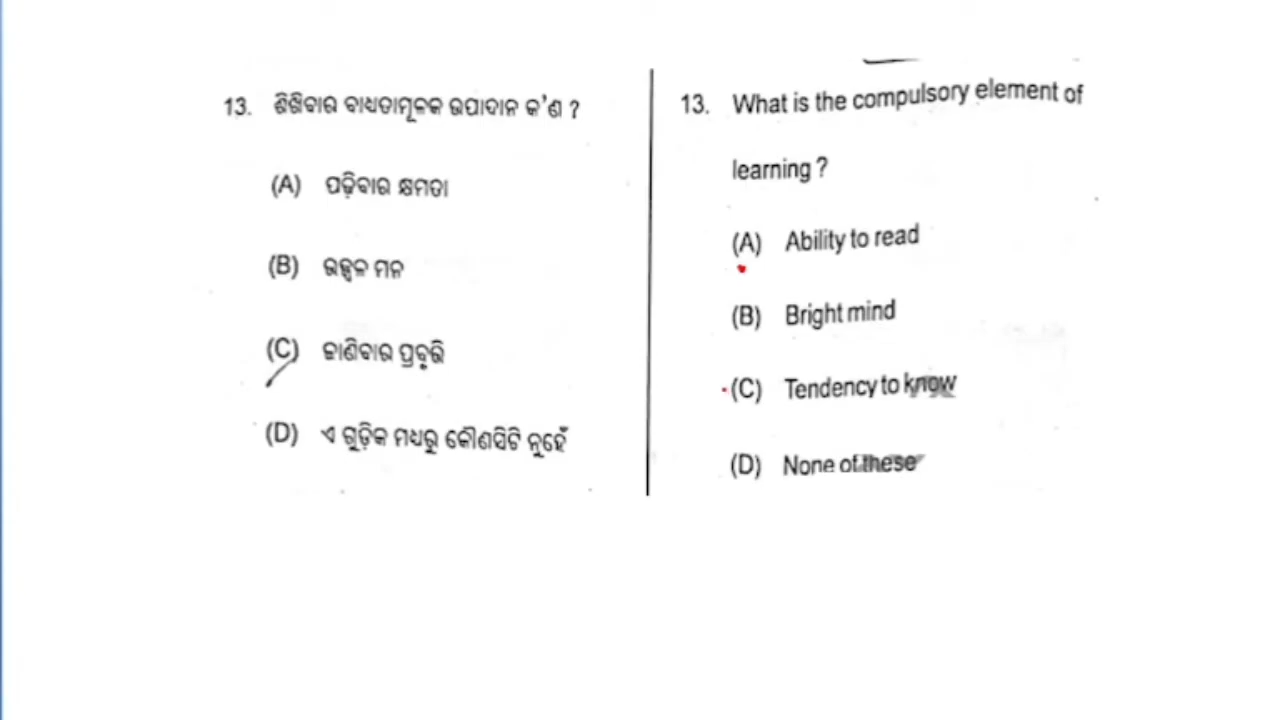 13. ଶିଖିବାର ବାଧ୍ୟତାମୂଳକ ଉପାଦାନ କ'ଣ ?
(A) ପଢ଼ିବାର କ୍ଷମତା
(B) ଉଜ୍ଜ୍ୱଳ ମନ
(C) ଜାଣିବାର ପ୍ରବୃତ୍ତି
(D) ଏ ଗୁଡ଼ିକ ମଧ୍ୟରୁ କୌଣସିଟି ନୁହେଁ
13. What is the compulsory element of
learning ?
(A) Ability to read
(B) Bright mind
(C) Tendency to know
(D) None of these